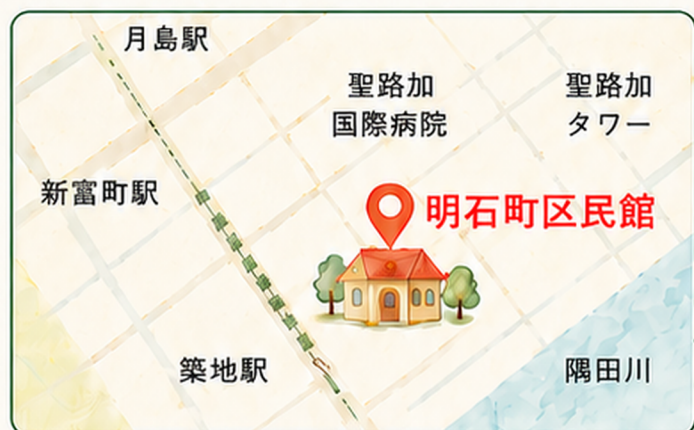 月島駅
聖路加
国際病院
聖路加
タワー
新富町駅
明石町区民館
築地駅
隅田川